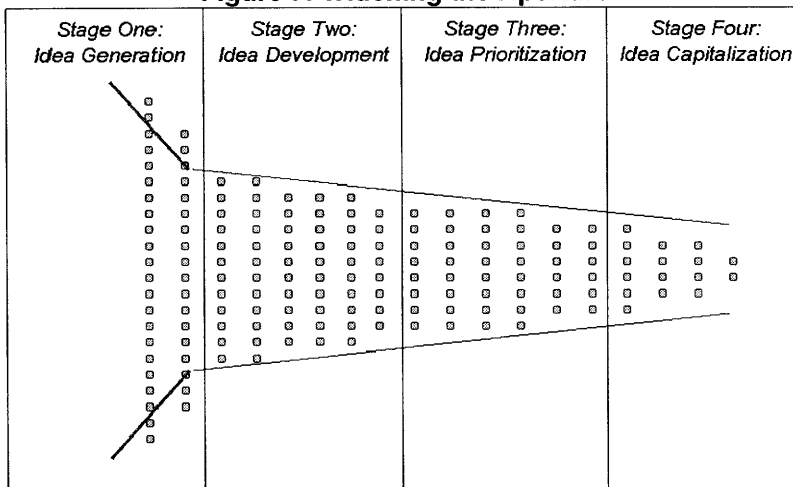 Stage One:
Idea Generation
Stage Two:
Idea Development
Stage Three:
Idea Prioritization
Stage Four:
Idea Capitalization